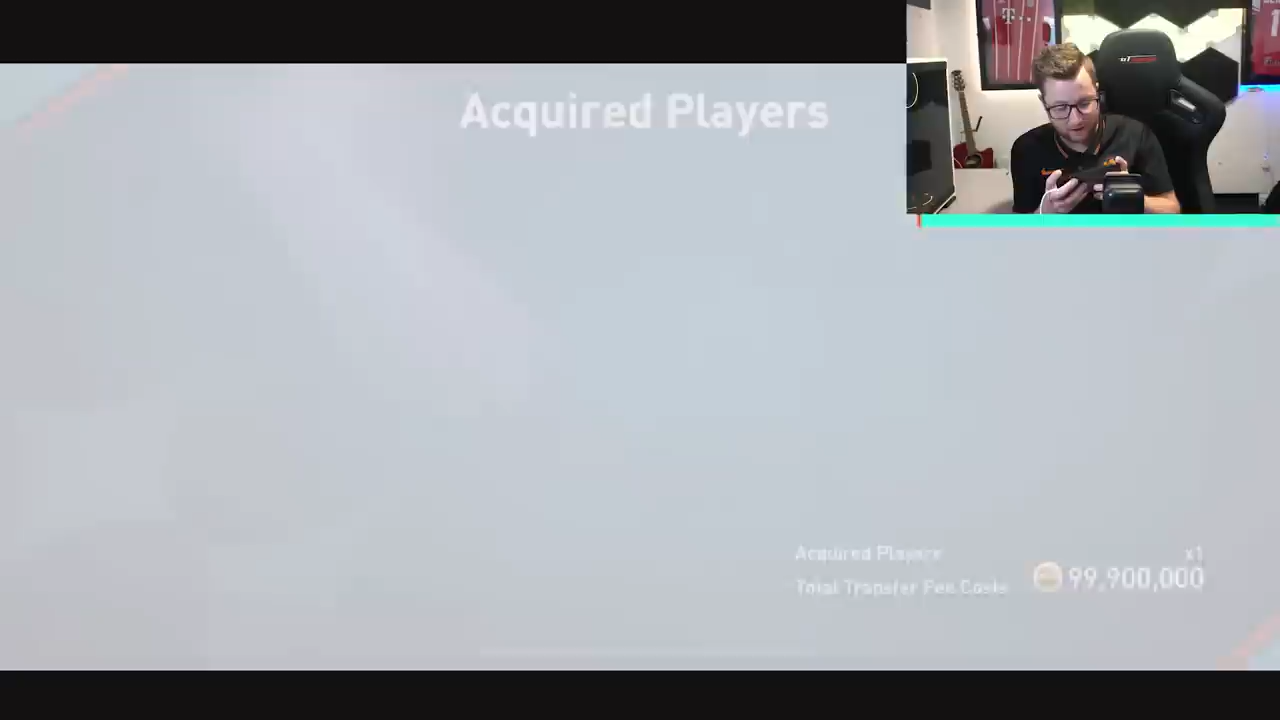 Acquired Players
Acquired Players x1
Total Transfer Fee Costs 99,900,000